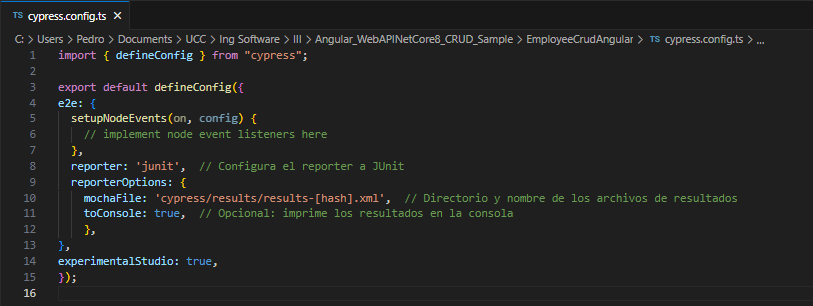 TS cypress.config.ts ×
C: > Users > Pedro > Documents > UCC > Ing Software > III > Angular_WebAPINetCore8_CRUD_Sample > EmployeeCrudAngular > TS cypress.config.ts > ...
1 import { defineConfig } from "cypress";
2
3 export default defineConfig({
4 e2e: {
5 setupNodeEvents(on, config) {
6 // implement node event listeners here
7 },
8 reporter: 'junit', // Configura el reporter a JUnit
9 reporterOptions: {
10 mochaFile: 'cypress/results/results-[hash].xml', // Directorio y nombre de los archivos de resultados
11 toConsole: true, // Opcional: imprime los resultados en la consola
12 },
13 },
14 experimentalStudio: true,
15 });
16